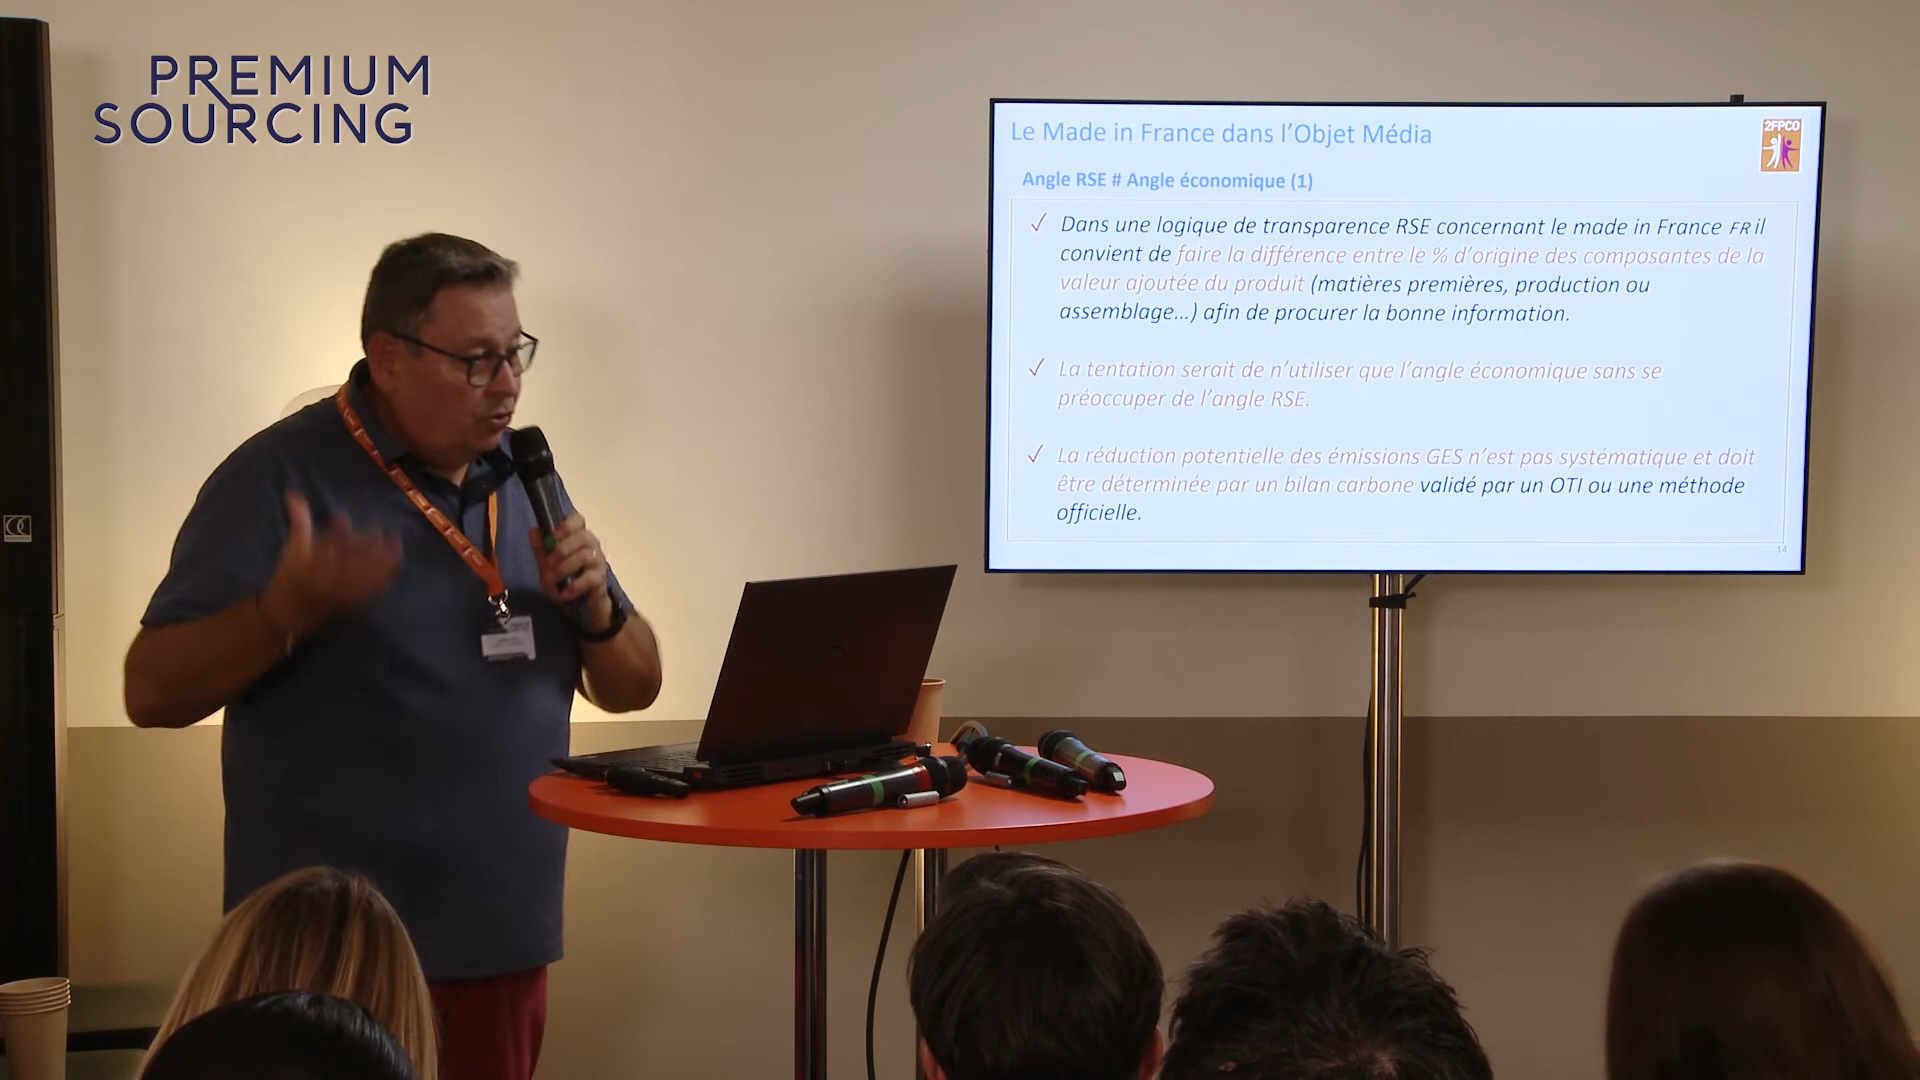 PREMIUM
SOURCING
Le Made in France dans l'Objet Média
2FPCO
Angle RSE # Angle économique (1)
✓ Dans une logique de transparence RSE concernant le made in France FR il
convient de faire la différence entre le % d'origine des composantes de la
valeur ajoutée du produit (matières premières, production ou
assemblage...) afin de procurer la bonne information.
✓ La tentation serait de n'utiliser que l'angle économique sans se
préoccuper de l'angle RSE.
✓ La réduction potentielle des émissions GES n'est pas systématique et doit
être déterminée par un bilan carbone validé par un OTI ou une méthode
officielle.
14